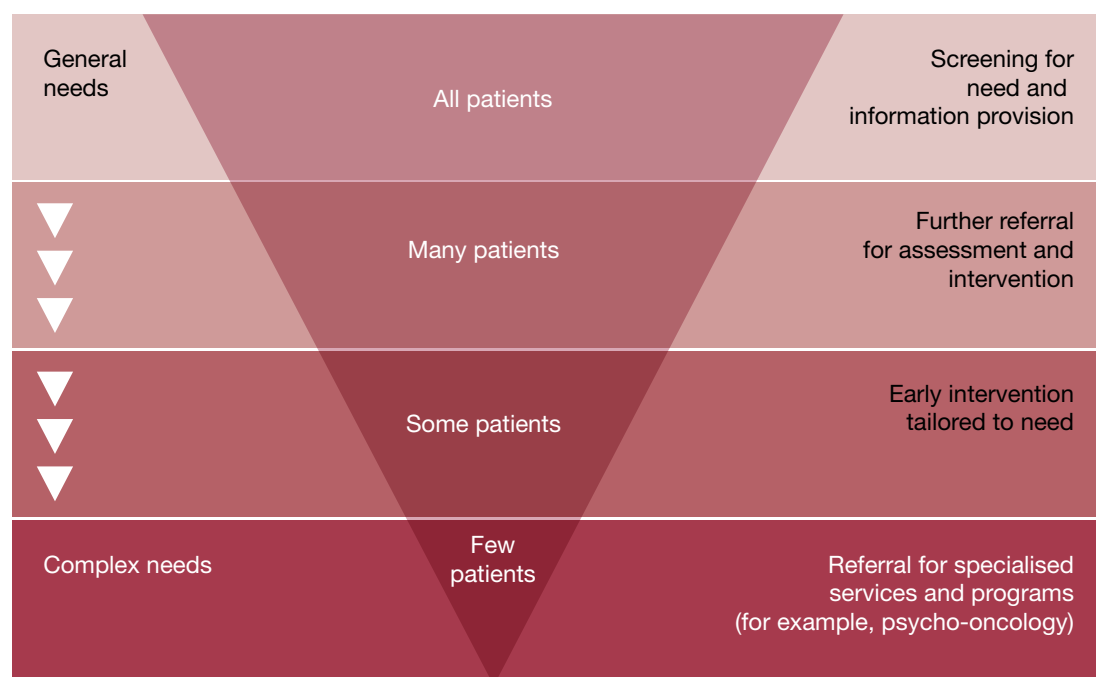 General
needs
All patients
Screening for
need and
information provision
Many patients
Further referral
for assessment and
intervention
Some patients
Early intervention
tailored to need
Complex needs
Few
patients
Referral for specialised
services and programs
(for example, psycho-oncology)